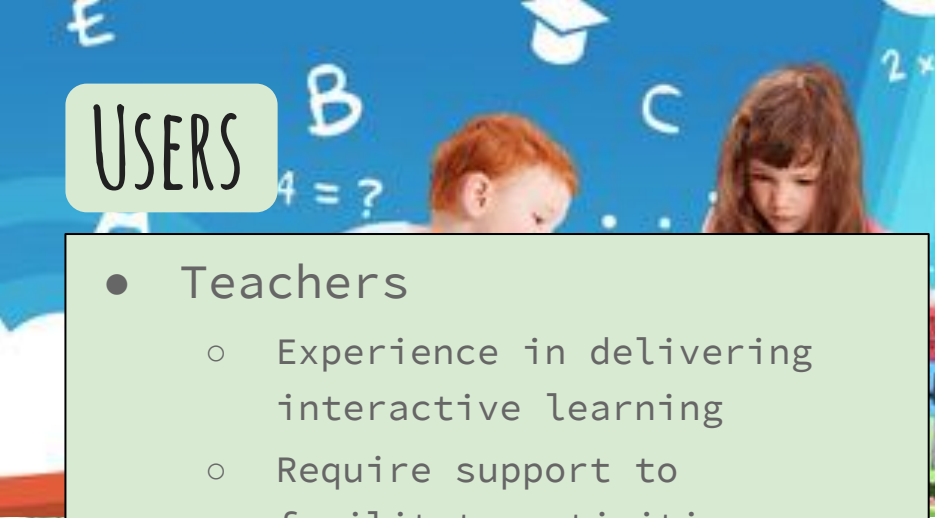 E
B
C
2 ×
USERS
4 = ?
● Teachers
○ Experience in delivering
interactive learning
○ Require support to